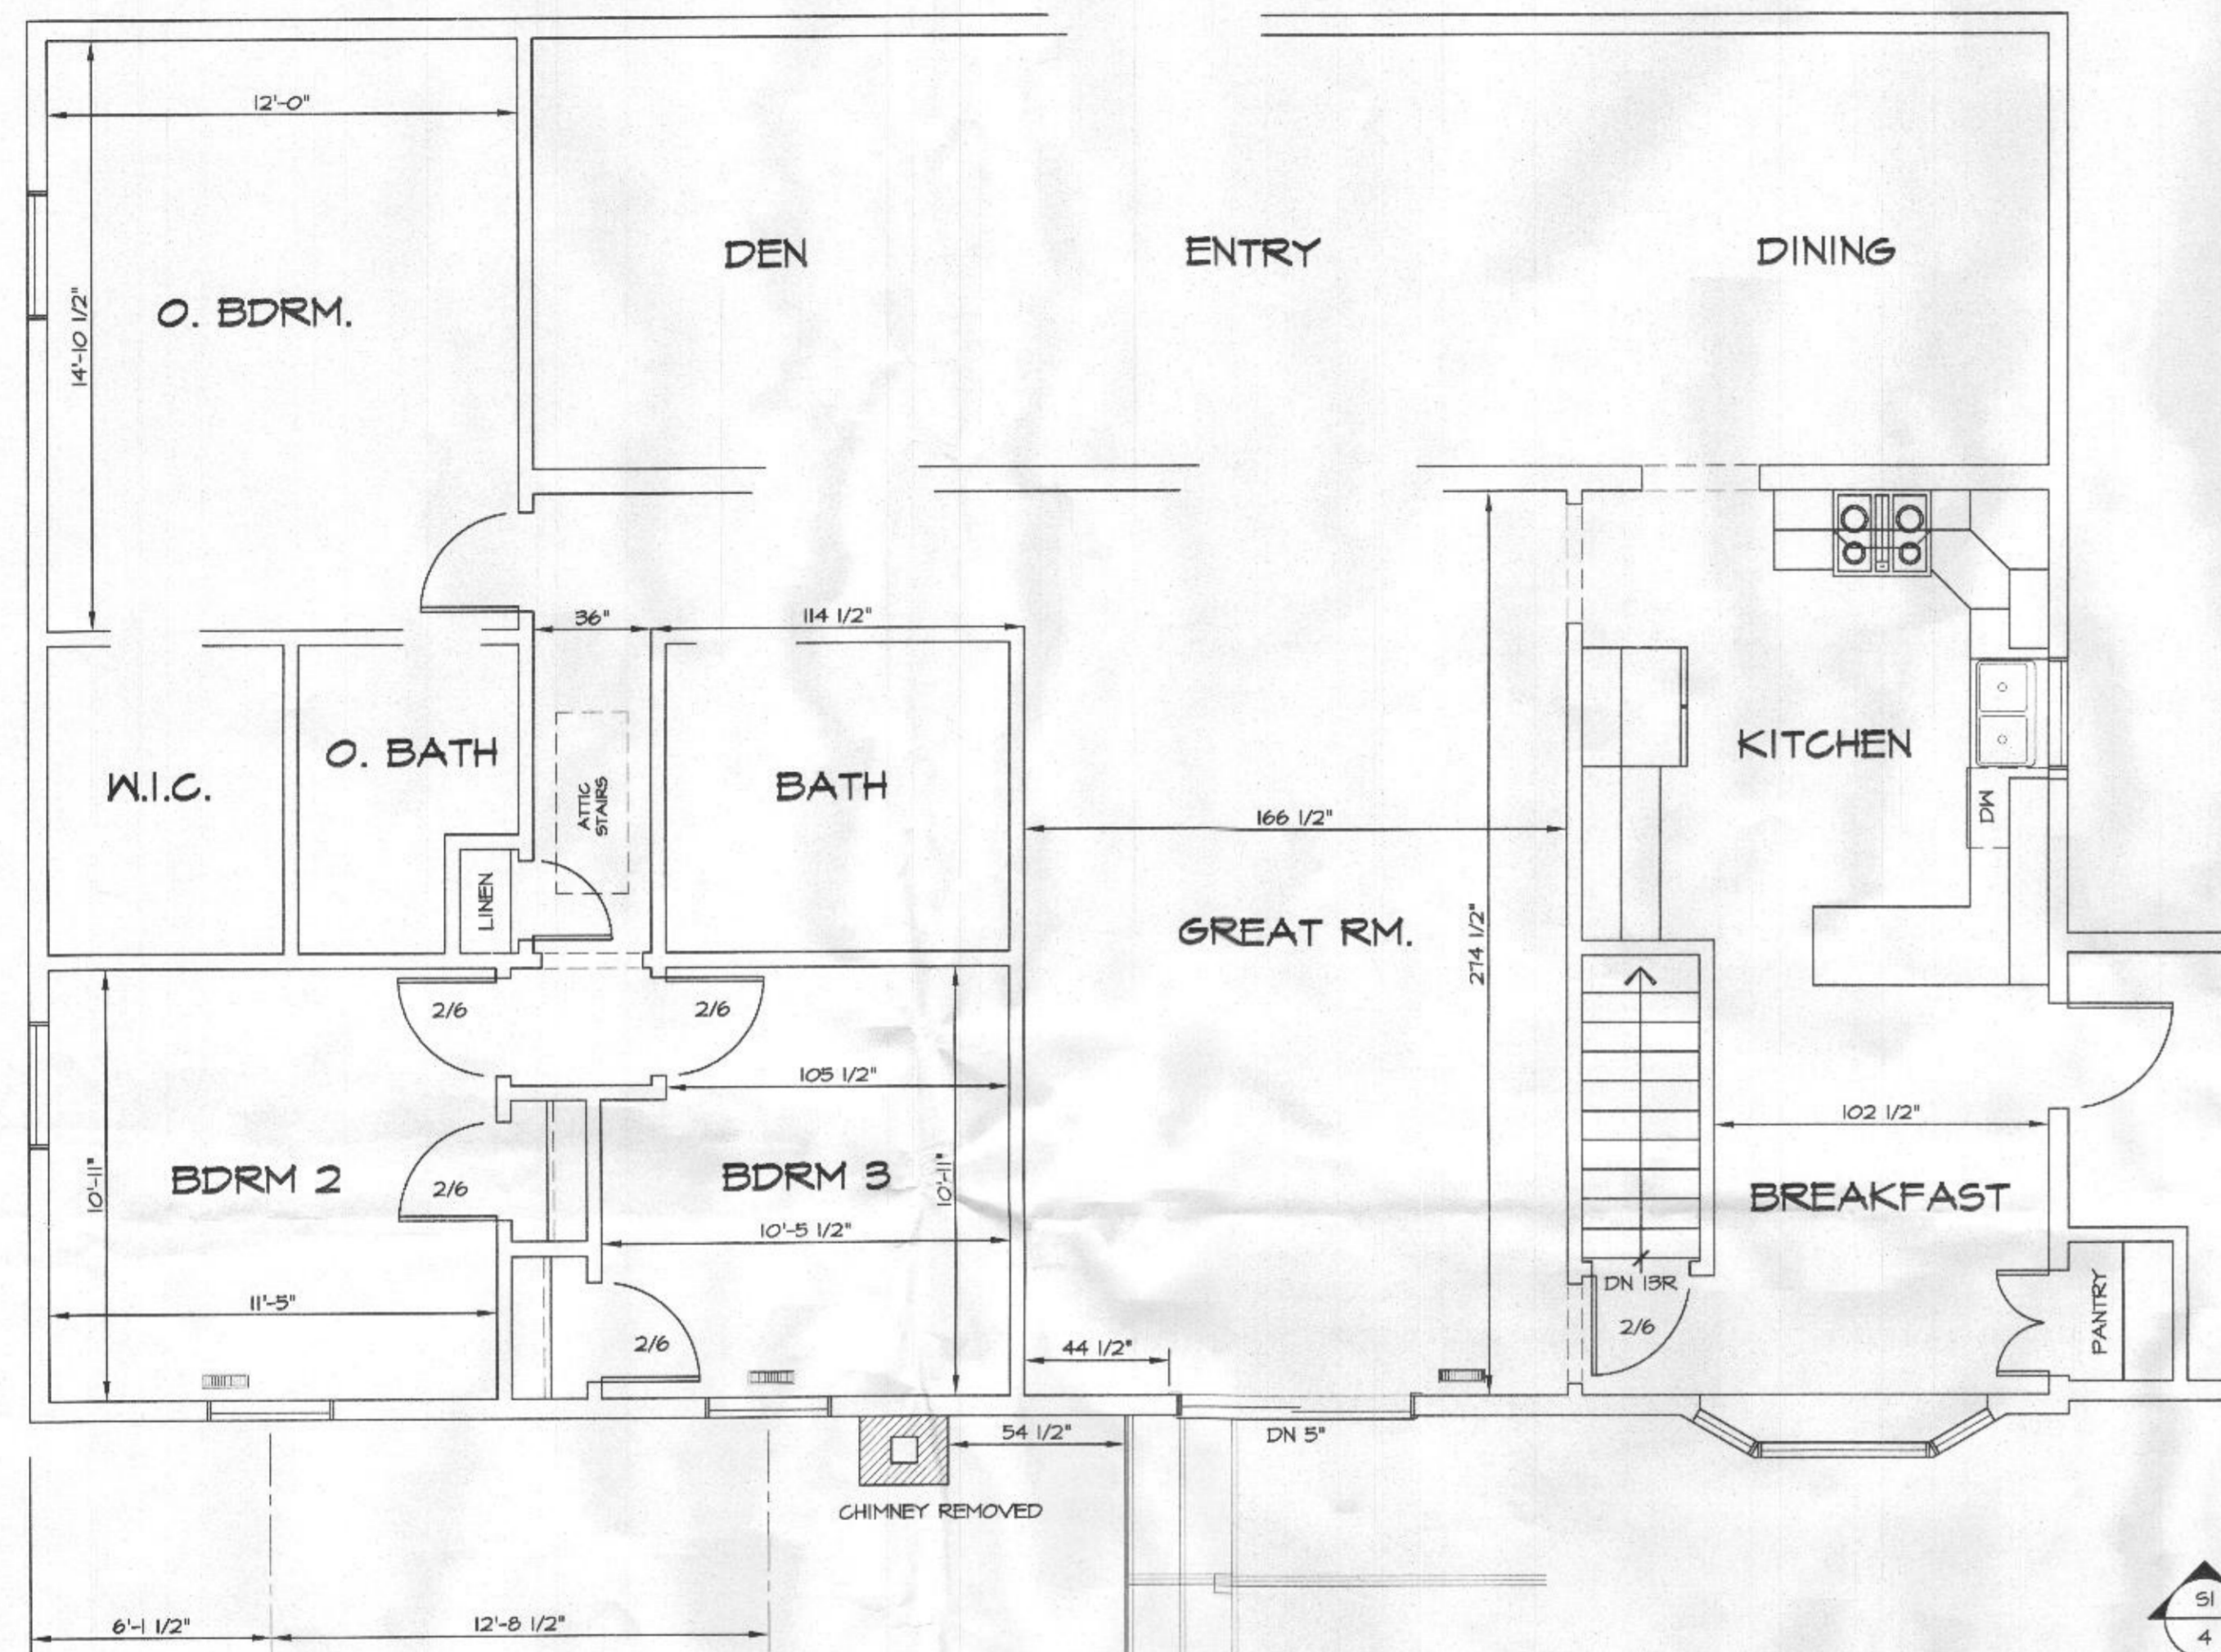 12'-0"
DEN
ENTRY
DINING
O. BDRM.
14'-10 1/2"
36"
114 1/2"
O. BATH
W.I.C.
ATTIC
STAIRS
BATH
KITCHEN
DW
166 1/2"
LINEN
GREAT RM.
274 1/2"
2/6
2/6
105 1/2"
102 1/2"
BDRM 2
10'-11"
2/6
BDRM 3
10'-11"
BREAKFAST
10'-5 1/2"
DN 13R
11'-5"
2/6
2/6
PANTRY
44 1/2"
54 1/2"
DN 5"
CHIMNEY REMOVED
6'-1 1/2"
12'-8 1/2"
S1
4